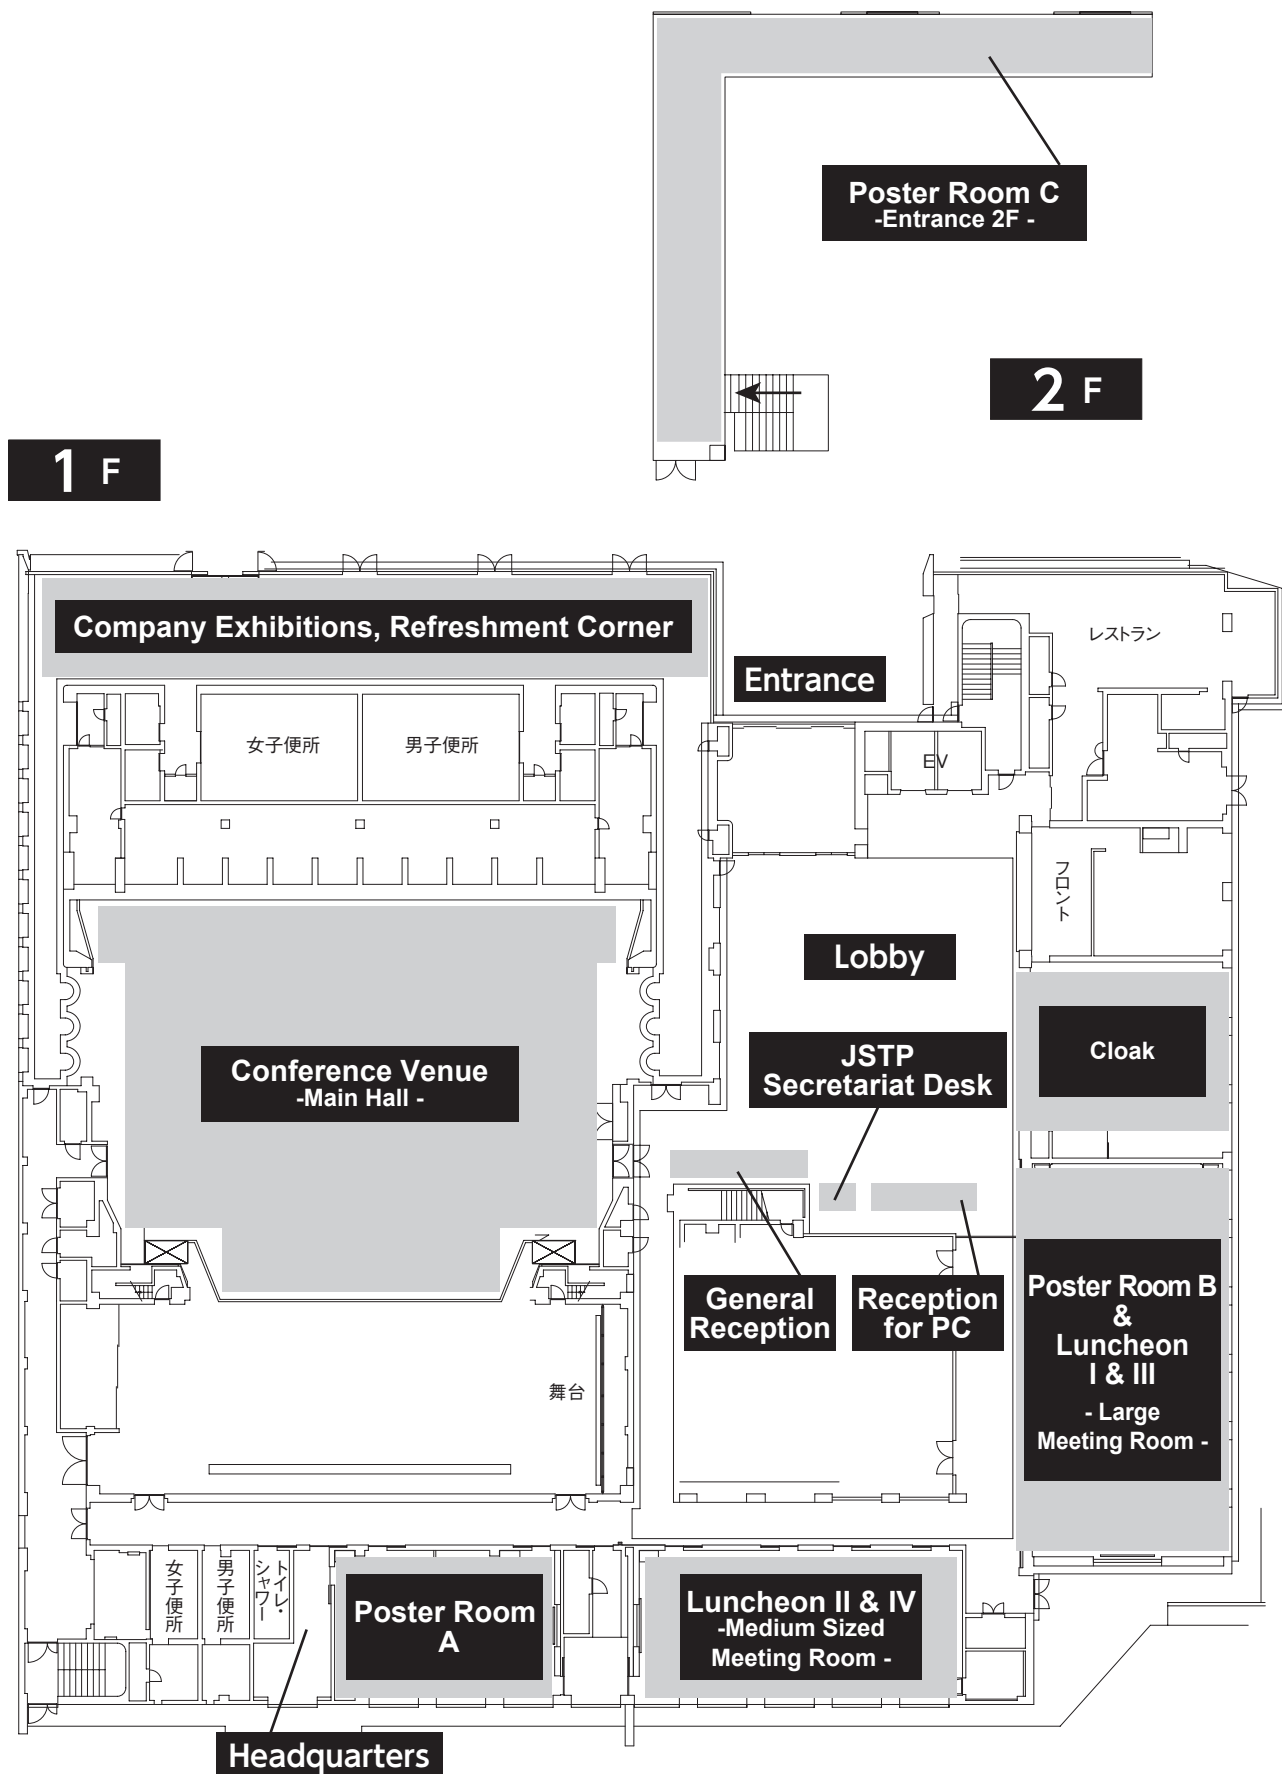 Poster Room C
-Entrance 2F -
2 F
1 F
Company Exhibitions, Refreshment Corner
Entrance
レストラン
女子便所
男子便所
EV
フロント
Lobby
Cloak
Conference Venue
-Main Hall -
JSTP
Secretariat Desk
General
Reception
Reception
for PC
Poster Room B
&
Luncheon
I & III
- Large
Meeting Room -
舞台
女子便所
男子便所
トイレ・
シャワー
Poster Room
A
Luncheon II & IV
-Medium Sized
Meeting Room -
Headquarters